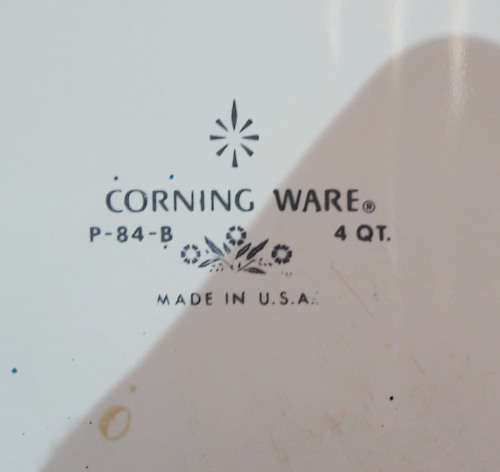 CORNING WARE®
P-84-B 4 QT.
MADE IN U.S.A.